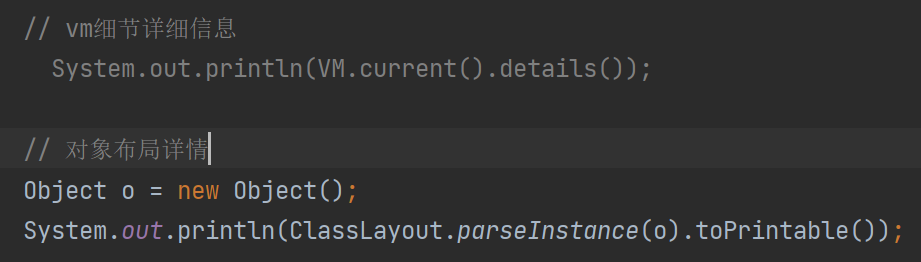 // vm细节详细信息
System.out.println(VM.current().details());
// 对象布局详情
Object o = new Object();
System.out.println(ClassLayout.parseInstance(o).toPrintable());